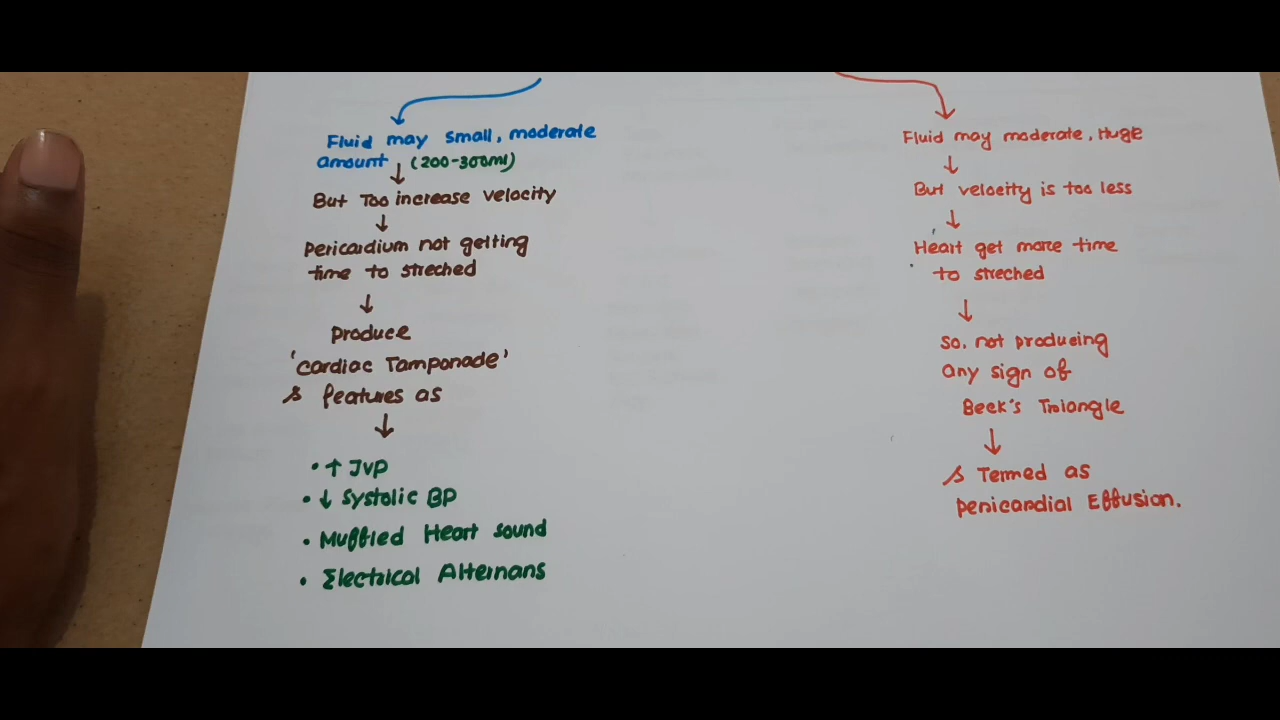 Fluid may small, moderate
amount (200-300ml)
But Too increase velocity
Pericardium not getting
time to streched
Produce
'cardiac Tamponade'
& features as
• ↑ JVP
• ↓ Systolic BP
• Muffled Heart sound
• Electrical Alternans
Fluid may moderate, Huge
But velocity is too less
Heart get more time
to streched
So, not producing
any sign of
Beck's Triangle
& Termed as
Pericardial Effusion.